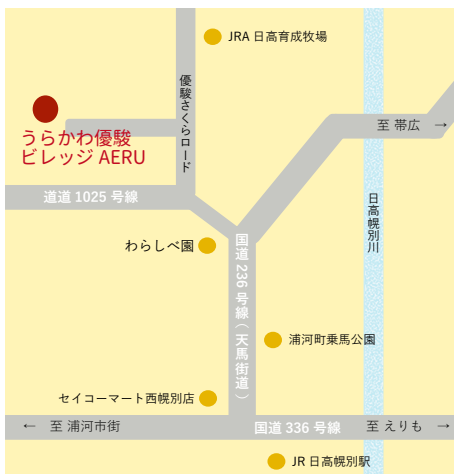 JRA 日高育成牧場
優駿さくらロード
至 帯広 →
うらかわ優駿
ビレッジ AERU
道道 1025 号線
日高幌別川
わらしべ園
国道 236 号線（天馬街道）
浦河町乗馬公園
セイコーマート西幌別店
← 至 浦河市街
国道 336 号線
至 えりも →
JR 日高幌別駅